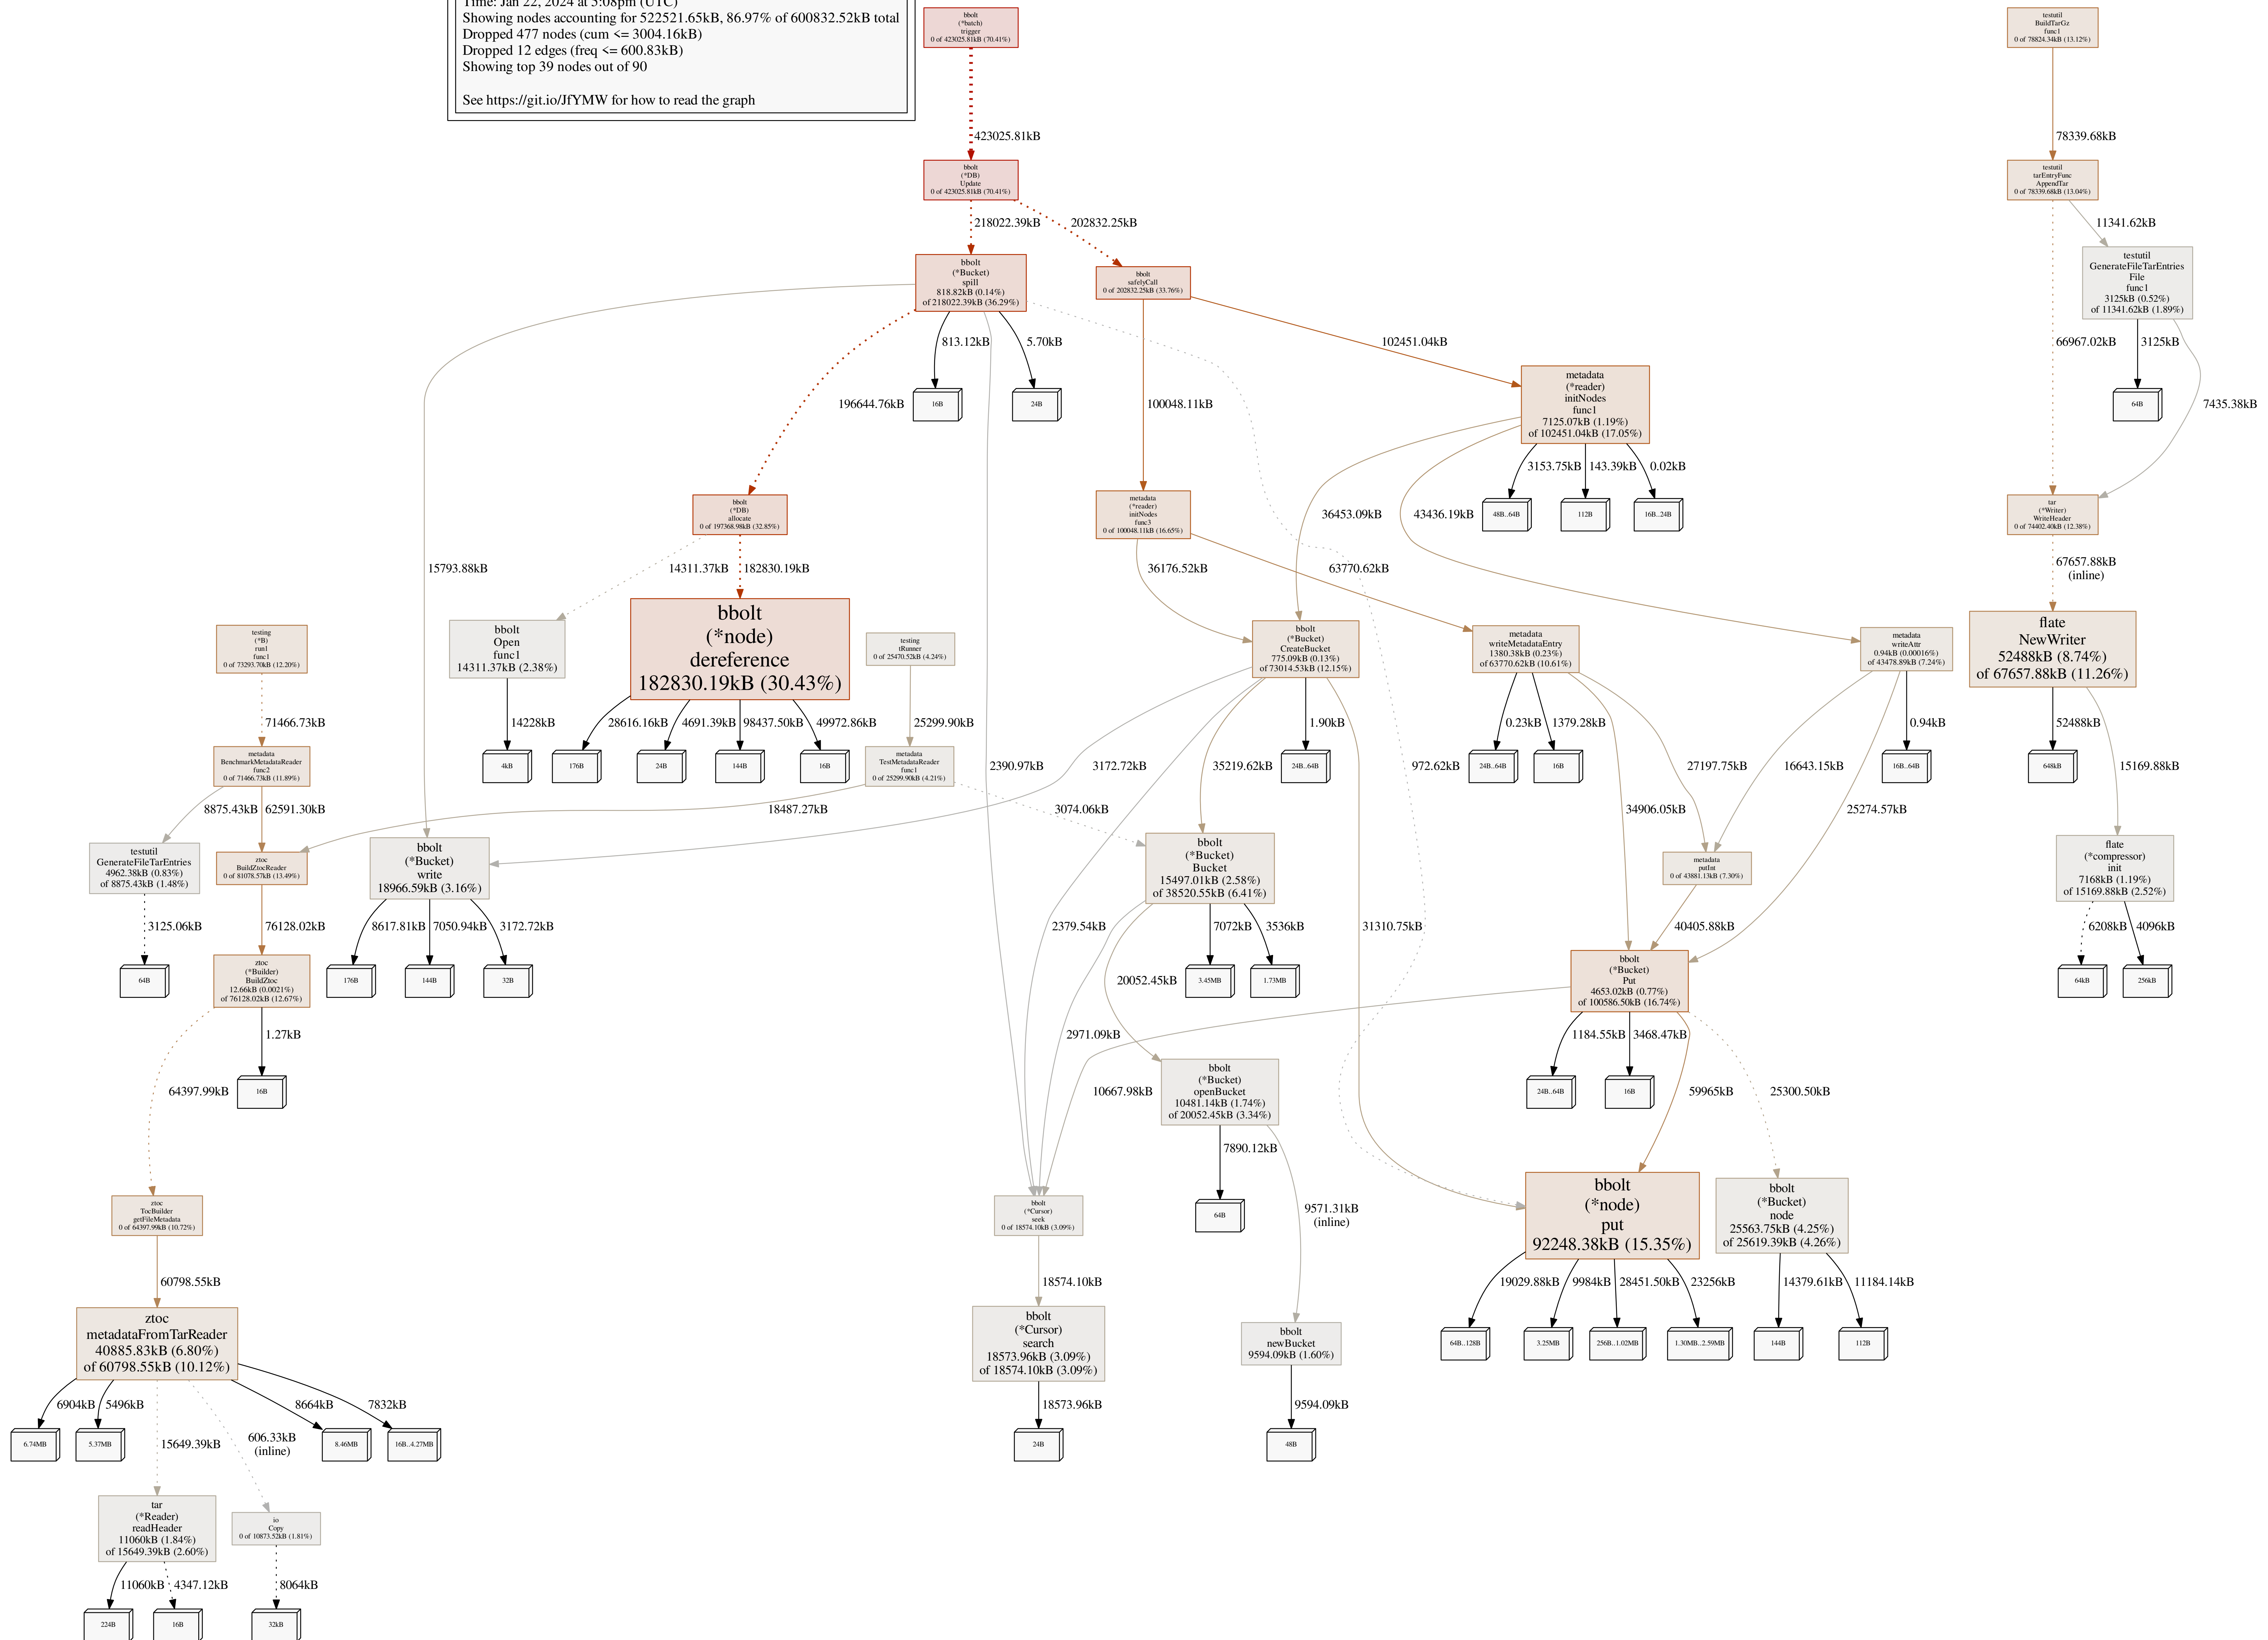 Time: Jan 22, 2024 at 3:08pm (UTC)
Showing nodes accounting for 522521.65kB, 86.97% of 600832.52kB total
Dropped 477 nodes (cum <= 3004.16kB)
Dropped 12 edges (freq <= 600.83kB)
Showing top 39 nodes out of 90
See https://git.io/JfYMW for how to read the graph
bbolt
(*batch)
trigger
0 of 423025.81kB (70.41%)
423025.81kB
bbolt
(*DB)
Update
0 of 423025.81kB (70.41%)
218022.39kB
202832.25kB
bbolt
(*Bucket)
spill
818.82kB (0.14%)
of 218022.39kB (36.29%)
bbolt
safelyCall
0 of 202832.25kB (33.76%)
813.12kB
5.70kB
16B
24B
196644.76kB
100048.11kB
102451.04kB
metadata
(*reader)
initNodes
func1
7125.07kB (1.19%)
of 102451.04kB (17.05%)
3153.75kB
143.39kB
0.02kB
48B..64B
112B
16B..24B
testutil
BuildTarGz
func1
0 of 78824.34kB (13.12%)
78339.68kB
testutil
tarEntryFunc
AppendTar
0 of 78339.68kB (13.04%)
11341.62kB
testutil
GenerateFileTarEntries
File
func1
3125kB (0.52%)
of 11341.62kB (1.89%)
66967.02kB
3125kB
64B
7435.38kB
tar
(*Writer)
WriteHeader
0 of 74402.40kB (12.38%)
67657.88kB
(inline)
flate
NewWriter
52488kB (8.74%)
of 67657.88kB (11.26%)
52488kB
648kB
15169.88kB
flate
(*compressor)
init
7168kB (1.19%)
of 15169.88kB (2.52%)
6208kB
4096kB
64kB
256kB
bbolt
(*DB)
allocate
0 of 197368.98kB (32.85%)
metadata
(*reader)
initNodes
func3
0 of 100048.11kB (16.65%)
36453.09kB
43436.19kB
15793.88kB
14311.37kB
182830.19kB
36176.52kB
63770.62kB
bbolt
Open
func1
14311.37kB (2.38%)
14228kB
4kB
bbolt
(*node)
dereference
182830.19kB (30.43%)
28616.16kB
4691.39kB
98437.50kB
49972.86kB
176B
24B
144B
16B
testing
(*B)
run1
func1
0 of 73293.70kB (12.20%)
71466.73kB
metadata
BenchmarkMetadataReader
func2
0 of 71466.73kB (11.89%)
8875.43kB
62591.30kB
testing
tRunner
0 of 25470.52kB (4.24%)
25299.90kB
metadata
TestMetadataReader
func1
0 of 25299.90kB (4.21%)
18487.27kB
3074.06kB
2390.97kB
bbolt
(*Bucket)
CreateBucket
775.09kB (0.13%)
of 73014.53kB (12.15%)
3172.72kB
35219.62kB
1.90kB
24B..64B
972.62kB
metadata
writeMetadataEntry
1380.38kB (0.23%)
of 63770.62kB (10.61%)
0.23kB
1379.28kB
24B..64B
16B
27197.75kB
34906.05kB
metadata
writeAttr
0.94kB (0.00016%)
of 43478.89kB (7.24%)
16643.15kB
0.94kB
16B..64B
25274.57kB
metadata
putInt
0 of 43881.13kB (7.30%)
40405.88kB
testutil
GenerateFileTarEntries
4962.38kB (0.83%)
of 8875.43kB (1.48%)
3125.06kB
64B
ztoc
BuildZtocReader
0 of 81078.57kB (13.49%)
76128.02kB
ztoc
(*Builder)
BuildZtoc
12.66kB (0.0021%)
of 76128.02kB (12.67%)
1.27kB
16B
64397.99kB
bbolt
(*Bucket)
write
18966.59kB (3.16%)
8617.81kB
7050.94kB
3172.72kB
176B
144B
32B
bbolt
(*Bucket)
Bucket
15497.01kB (2.58%)
of 38520.55kB (6.41%)
2379.54kB
7072kB
3536kB
3.45MB
1.73MB
31310.75kB
20052.45kB
2971.09kB
bbolt
(*Bucket)
openBucket
10481.14kB (1.74%)
of 20052.45kB (3.34%)
10667.98kB
7890.12kB
64B
9571.31kB
(inline)
bbolt
(*Bucket)
Put
4653.02kB (0.77%)
of 100586.50kB (16.74%)
1184.55kB
3468.47kB
24B..64B
16B
59965kB
25300.50kB
ztoc
TocBuilder
getFileMetadata
0 of 64397.99kB (10.72%)
60798.55kB
bbolt
(*Cursor)
seek
0 of 18574.10kB (3.09%)
18574.10kB
bbolt
(*node)
put
92248.38kB (15.35%)
19029.88kB
9984kB
28451.50kB
23256kB
64B..128B
3.25MB
256B..1.02MB
1.30MB..2.59MB
bbolt
(*Bucket)
node
25563.75kB (4.25%)
of 25619.39kB (4.26%)
14379.61kB
11184.14kB
144B
112B
ztoc
metadataFromTarReader
40885.83kB (6.80%)
of 60798.55kB (10.12%)
6904kB
5496kB
8664kB
7832kB
6.74MB
5.37MB
8.46MB
16B..4.27MB
15649.39kB
606.33kB
(inline)
bbolt
(*Cursor)
search
18573.96kB (3.09%)
of 18574.10kB (3.09%)
18573.96kB
24B
bbolt
newBucket
9594.09kB (1.60%)
9594.09kB
48B
tar
(*Reader)
readHeader
11060kB (1.84%)
of 15649.39kB (2.60%)
11060kB
4347.12kB
224B
16B
io
Copy
0 of 10873.52kB (1.81%)
8064kB
32kB